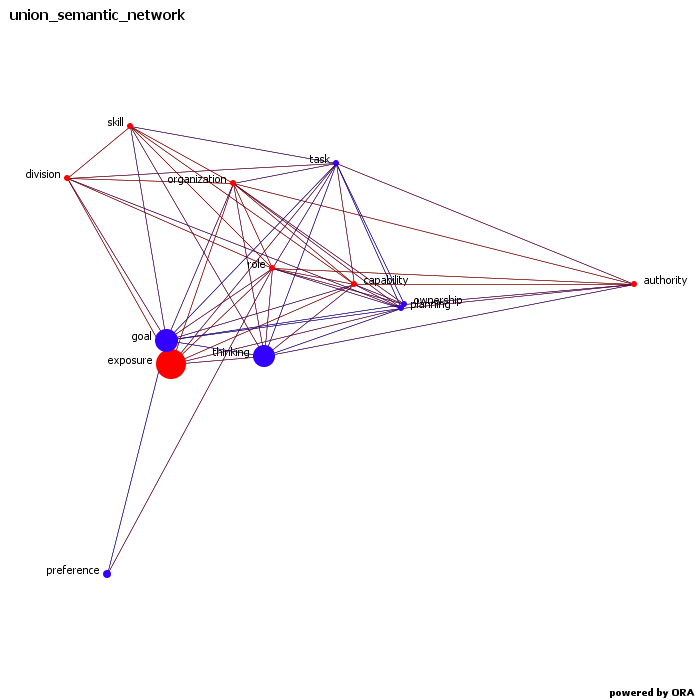 union_semantic_network
skill
task
division
organization
role
capability
authority
ownership
planning
goal
thinking
exposure
preference
powered by ORA